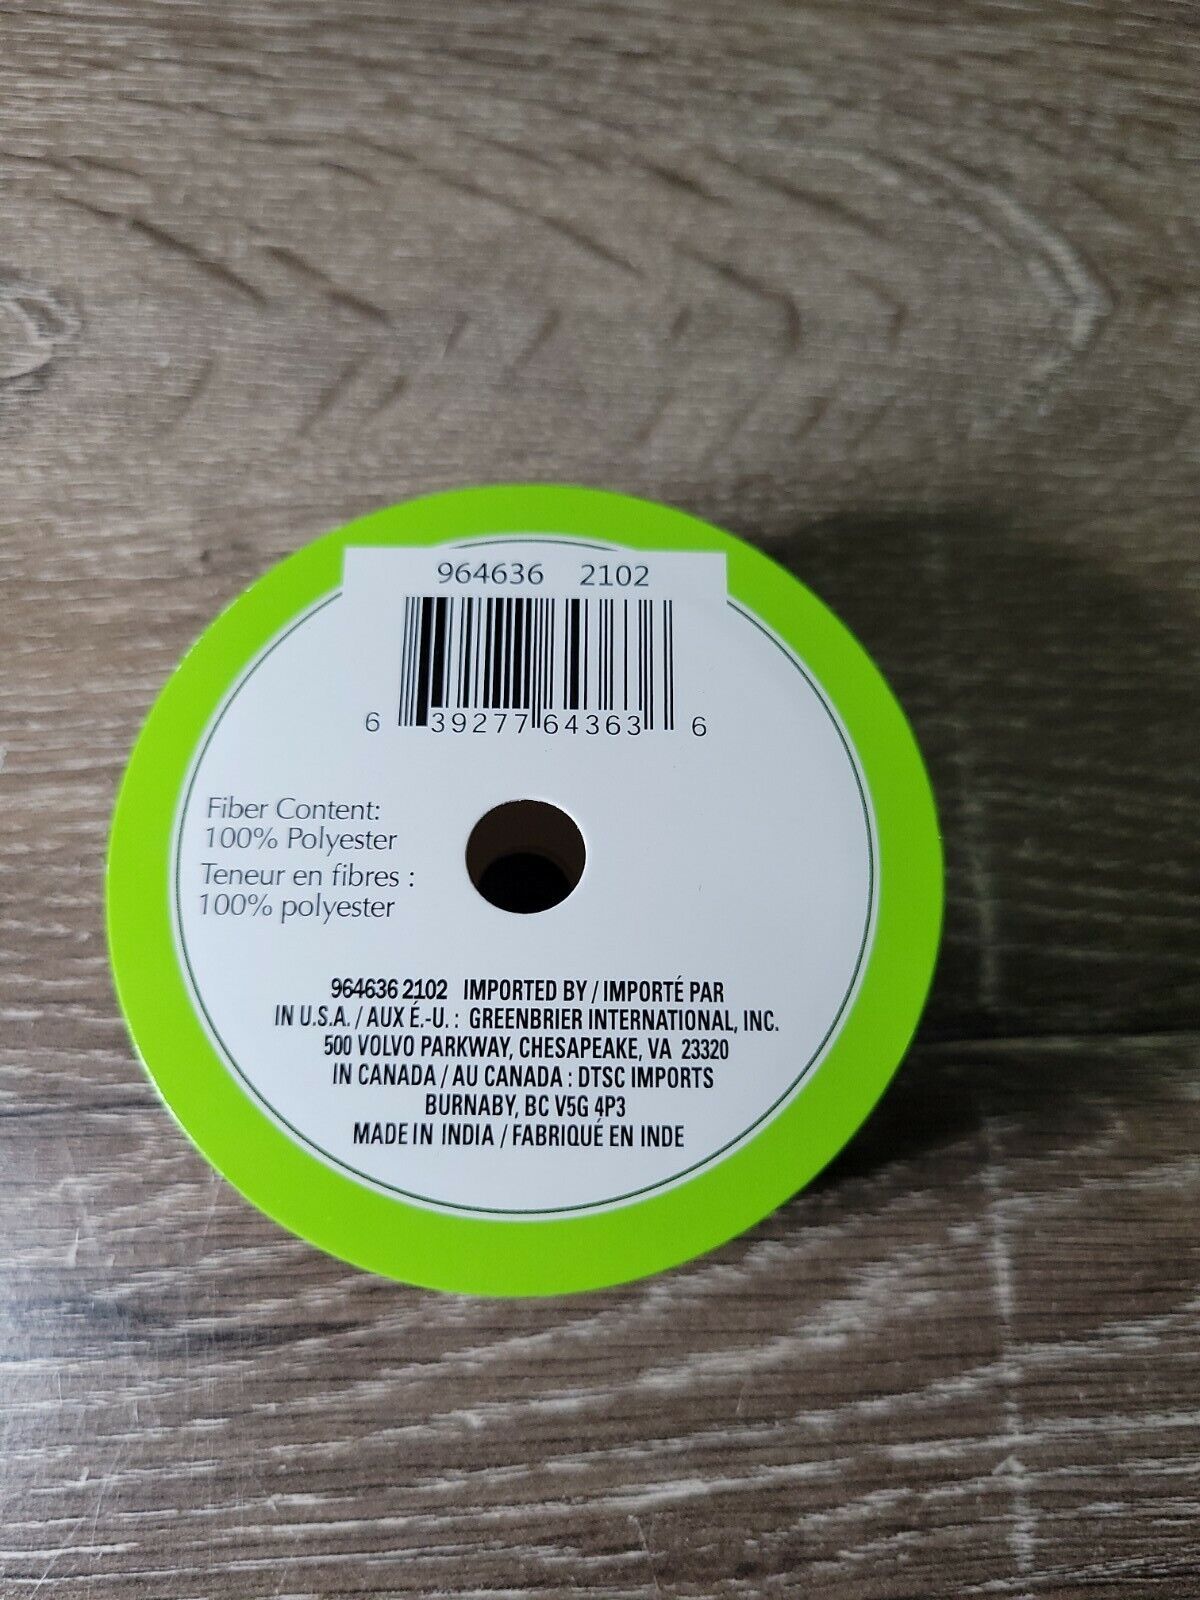 964636 2102
6 39277 64363 6
Fiber Content:
100% Polyester
Teneur en fibres :
100% polyester
964636 2102 IMPORTED BY / IMPORTÉ PAR
IN U.S.A. / AUX É.-U. : GREENBRIER INTERNATIONAL, INC.
500 VOLVO PARKWAY, CHESAPEAKE, VA 23320
IN CANADA / AU CANADA : DTSC IMPORTS
BURNABY, BC V5G 4P3
MADE IN INDIA / FABRIQUÉ EN INDE